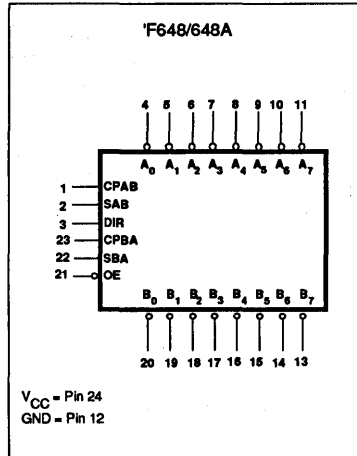 'F648/648A
4 5 6 7 8 9 10 11
A0 A1 A2 A3 A4 A5 A6 A7
1 CPAB
2 SAB
3 DIR
23 CPBA
22 SBA
21 OE
B0 B1 B2 B3 B4 B5 B6 B7
20 19 18 17 16 15 14 13
VCC = Pin 24
GND = Pin 12